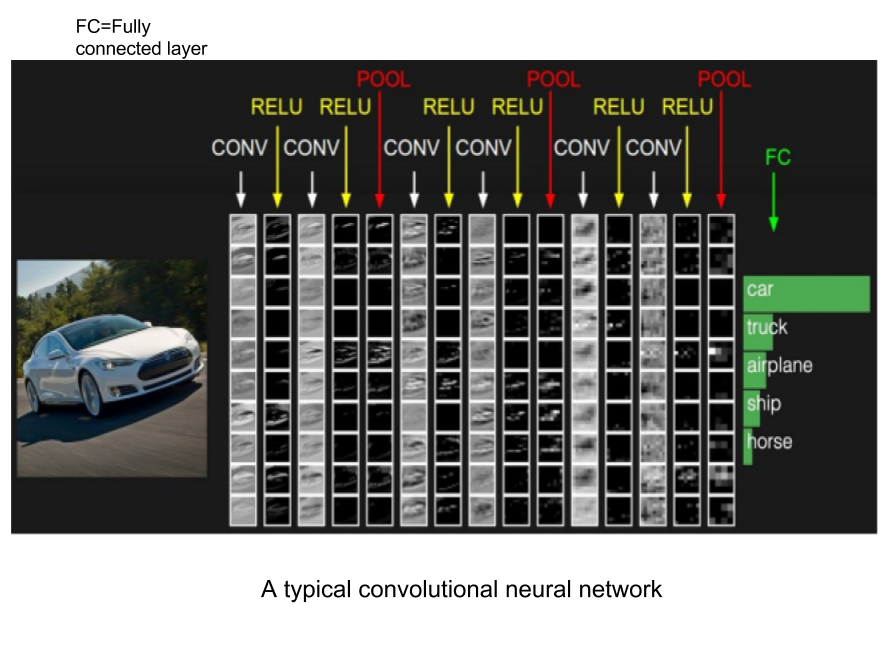 FC=Fully
connected layer
POOL POOL POOL
RELU RELU RELU RELU RELU RELU
CONV CONV CONV CONV CONV CONV
FC
car
truck
airplane
ship
horse
A typical convolutional neural network